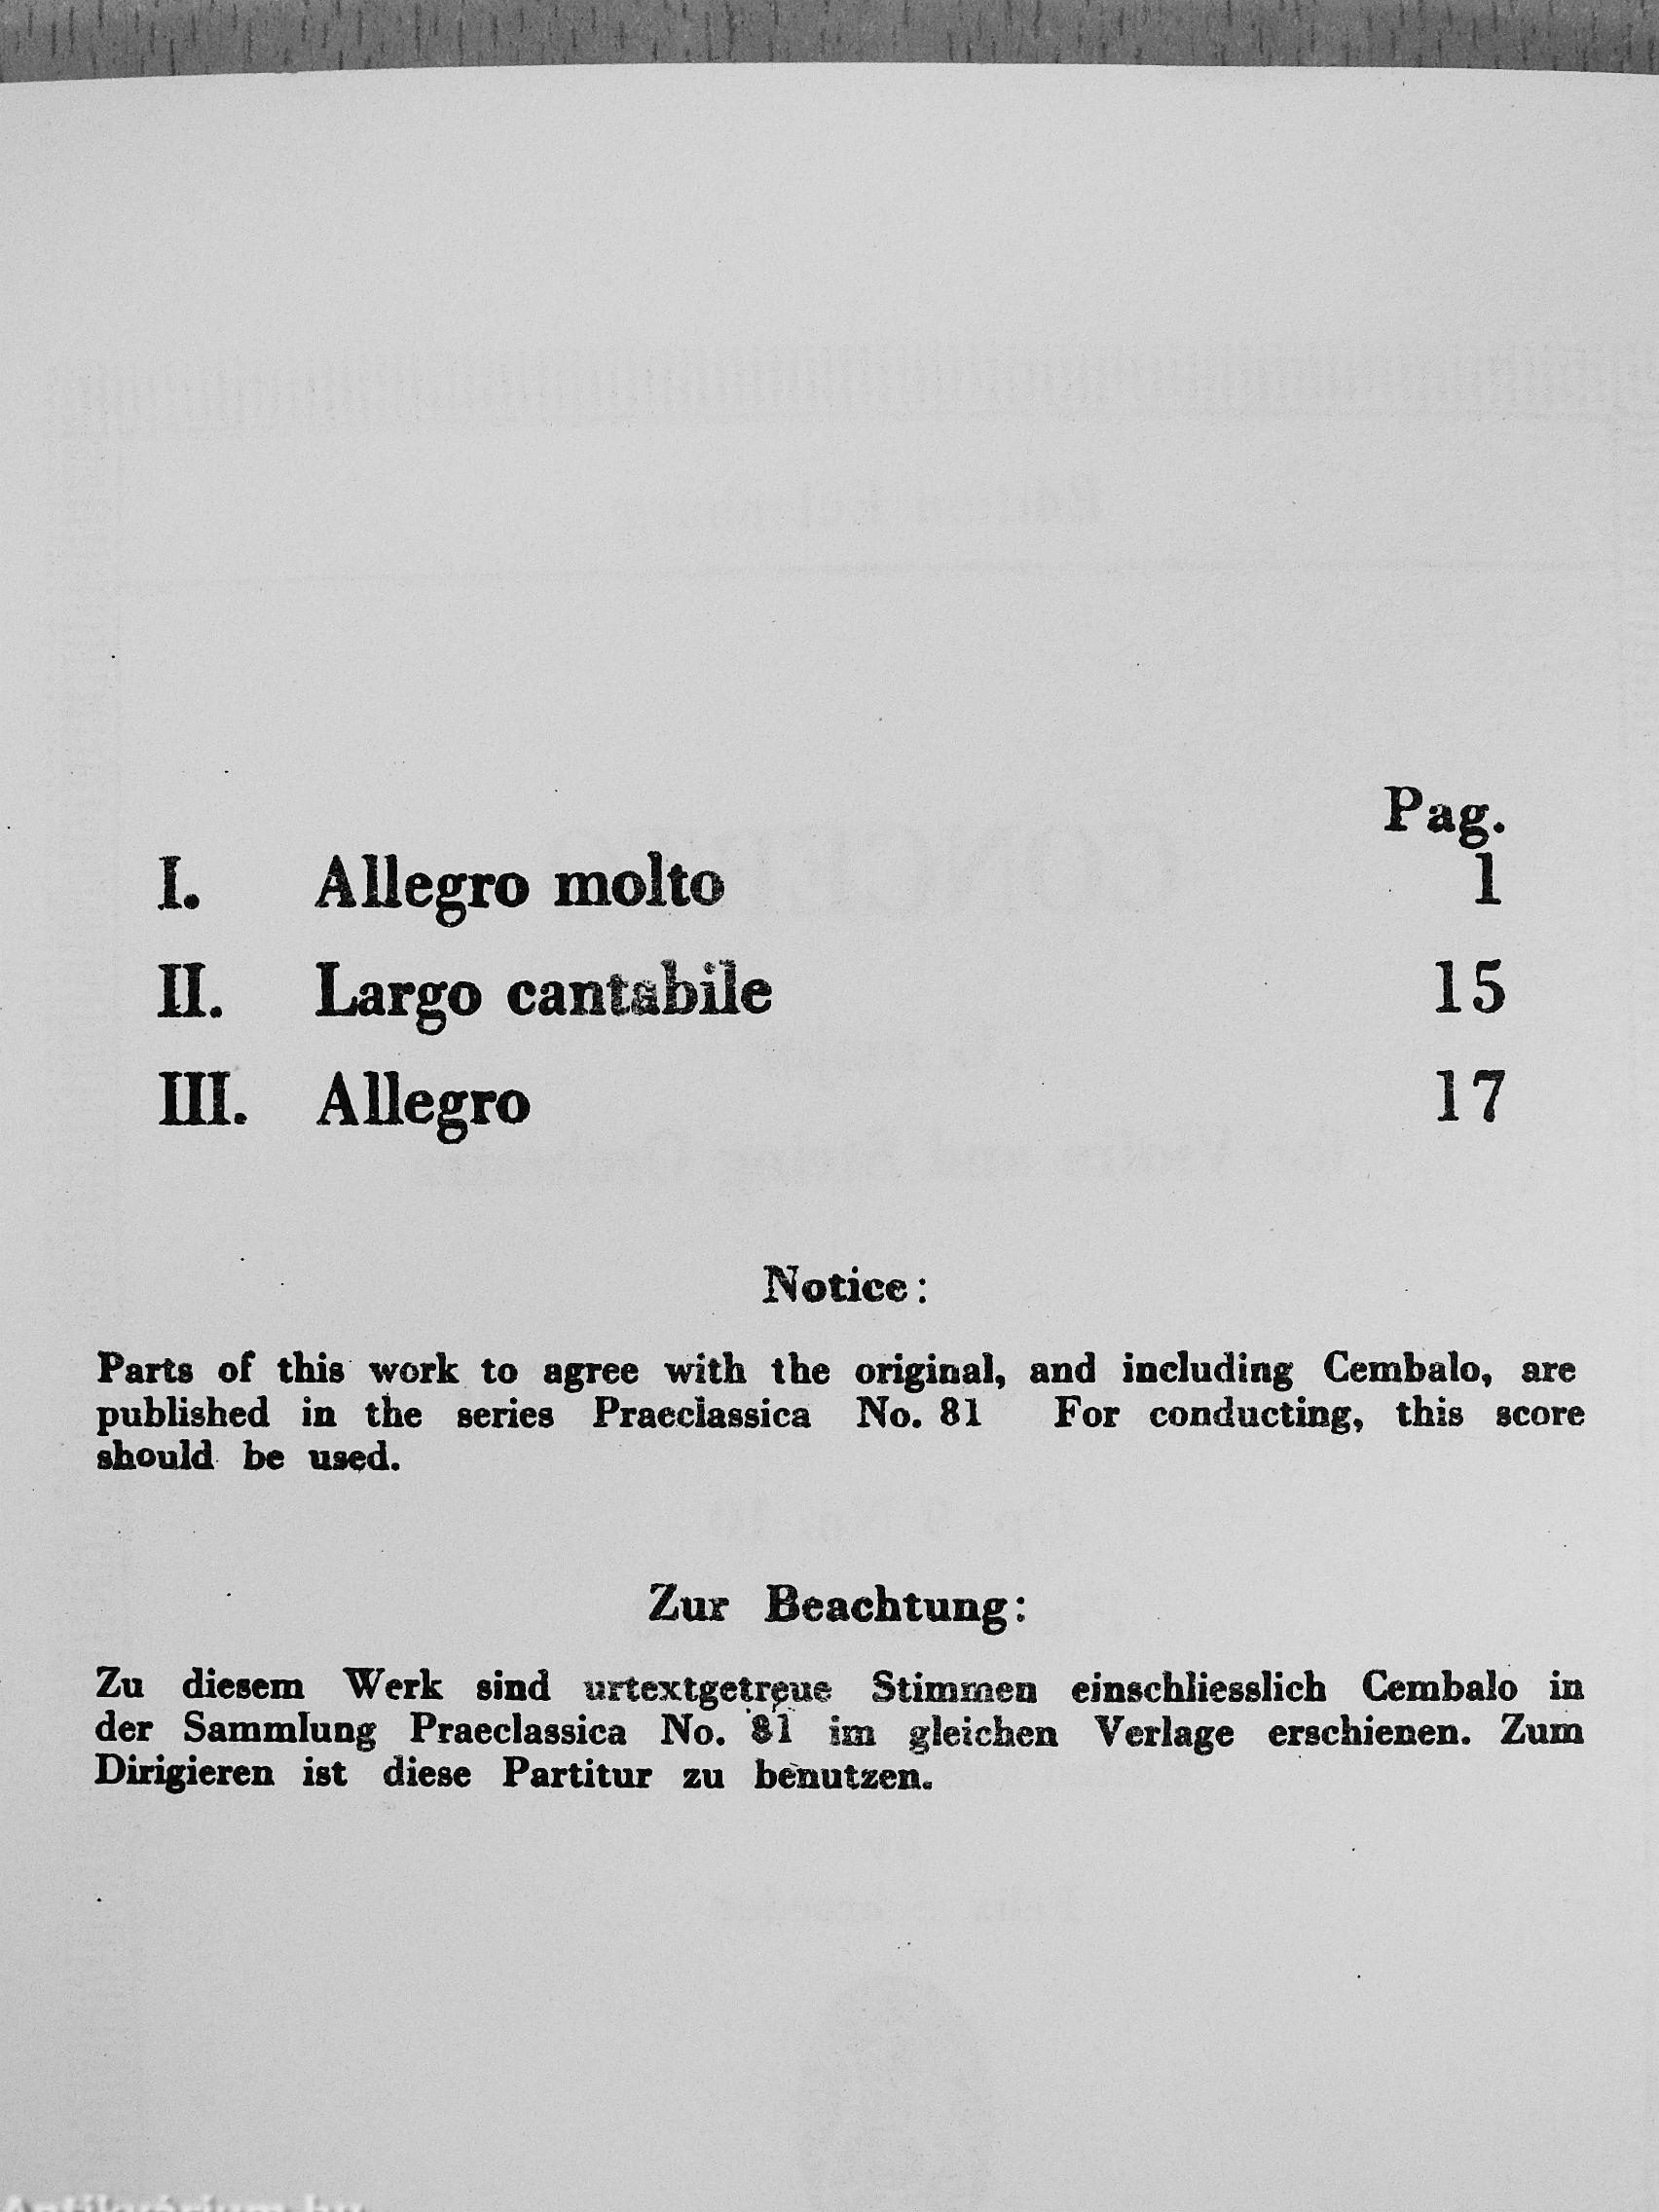 Pag.
I. Allegro molto 1
II. Largo cantabile 15
III. Allegro 17
Notice:
Parts of this work to agree with the original, and including Cembalo, are
published in the series Praeclassica No. 81 For conducting, this score
should be used.
Zur Beachtung:
Zu diesem Werk sind urtextgetreue Stimmen einschliesslich Cembalo in
der Sammlung Praeclassica No. 81 im gleichen Verlage erschienen. Zum
Dirigieren ist diese Partitur zu benutzen.